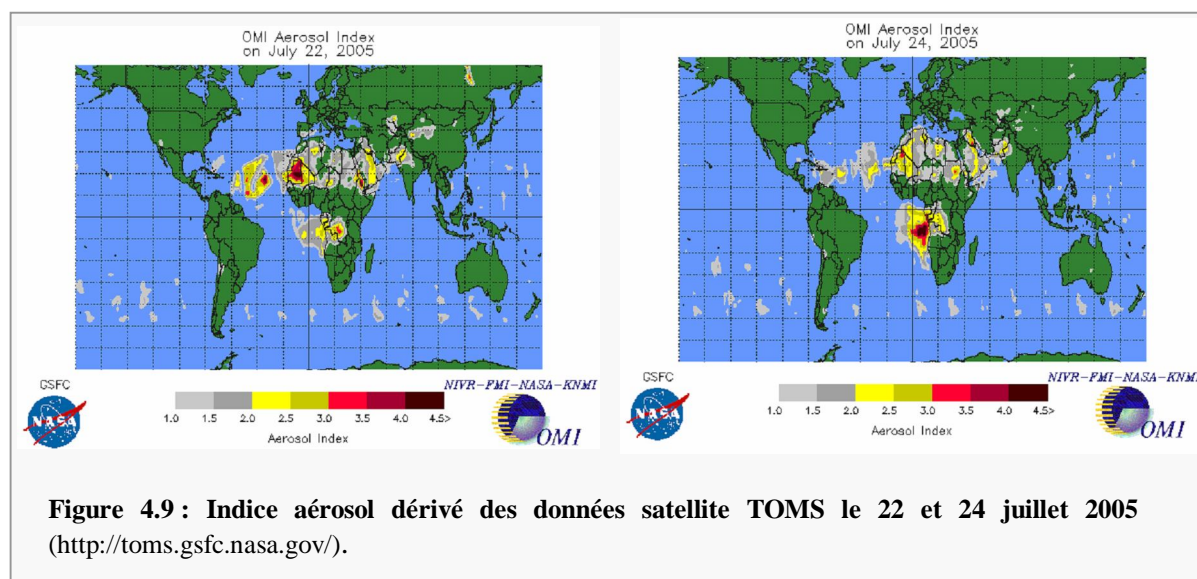 OMI Aerosol Index
on July 22, 2005
GSFC
NASA
1.0 1.5 2.0 2.5 3.0 3.5 4.0 4.5>
Aerosol Index
NIVR-FMI-NASA-KNMI
OMI
OMI Aerosol Index
on July 24, 2005
GSFC
NASA
1.0 1.5 2.0 2.5 3.0 3.5 4.0 4.5>
Aerosol Index
NIVR-FMI-NASA-KNMI
OMI
Figure 4.9 : Indice aérosol dérivé des données satellite TOMS le 22 et 24 juillet 2005
(http://toms.gsfc.nasa.gov/).